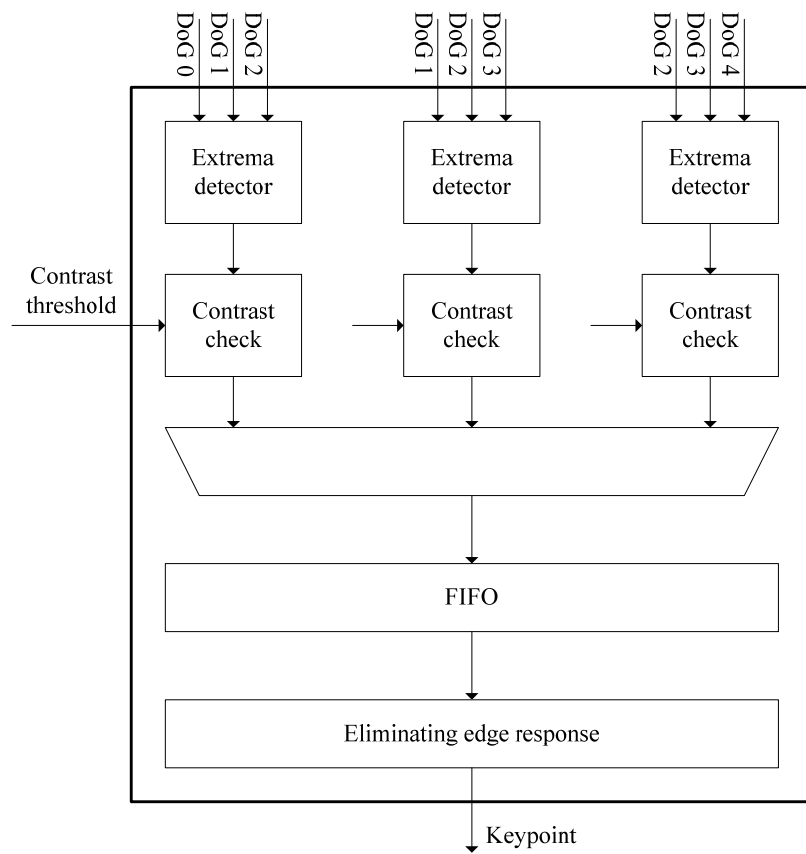 DoG 0
DoG 1
DoG 2
DoG 1
DoG 2
DoG 3
DoG 2
DoG 3
DoG 4
Extrema
detector
Extrema
detector
Extrema
detector
Contrast
threshold
Contrast
check
Contrast
check
Contrast
check
FIFO
Eliminating edge response
Keypoint